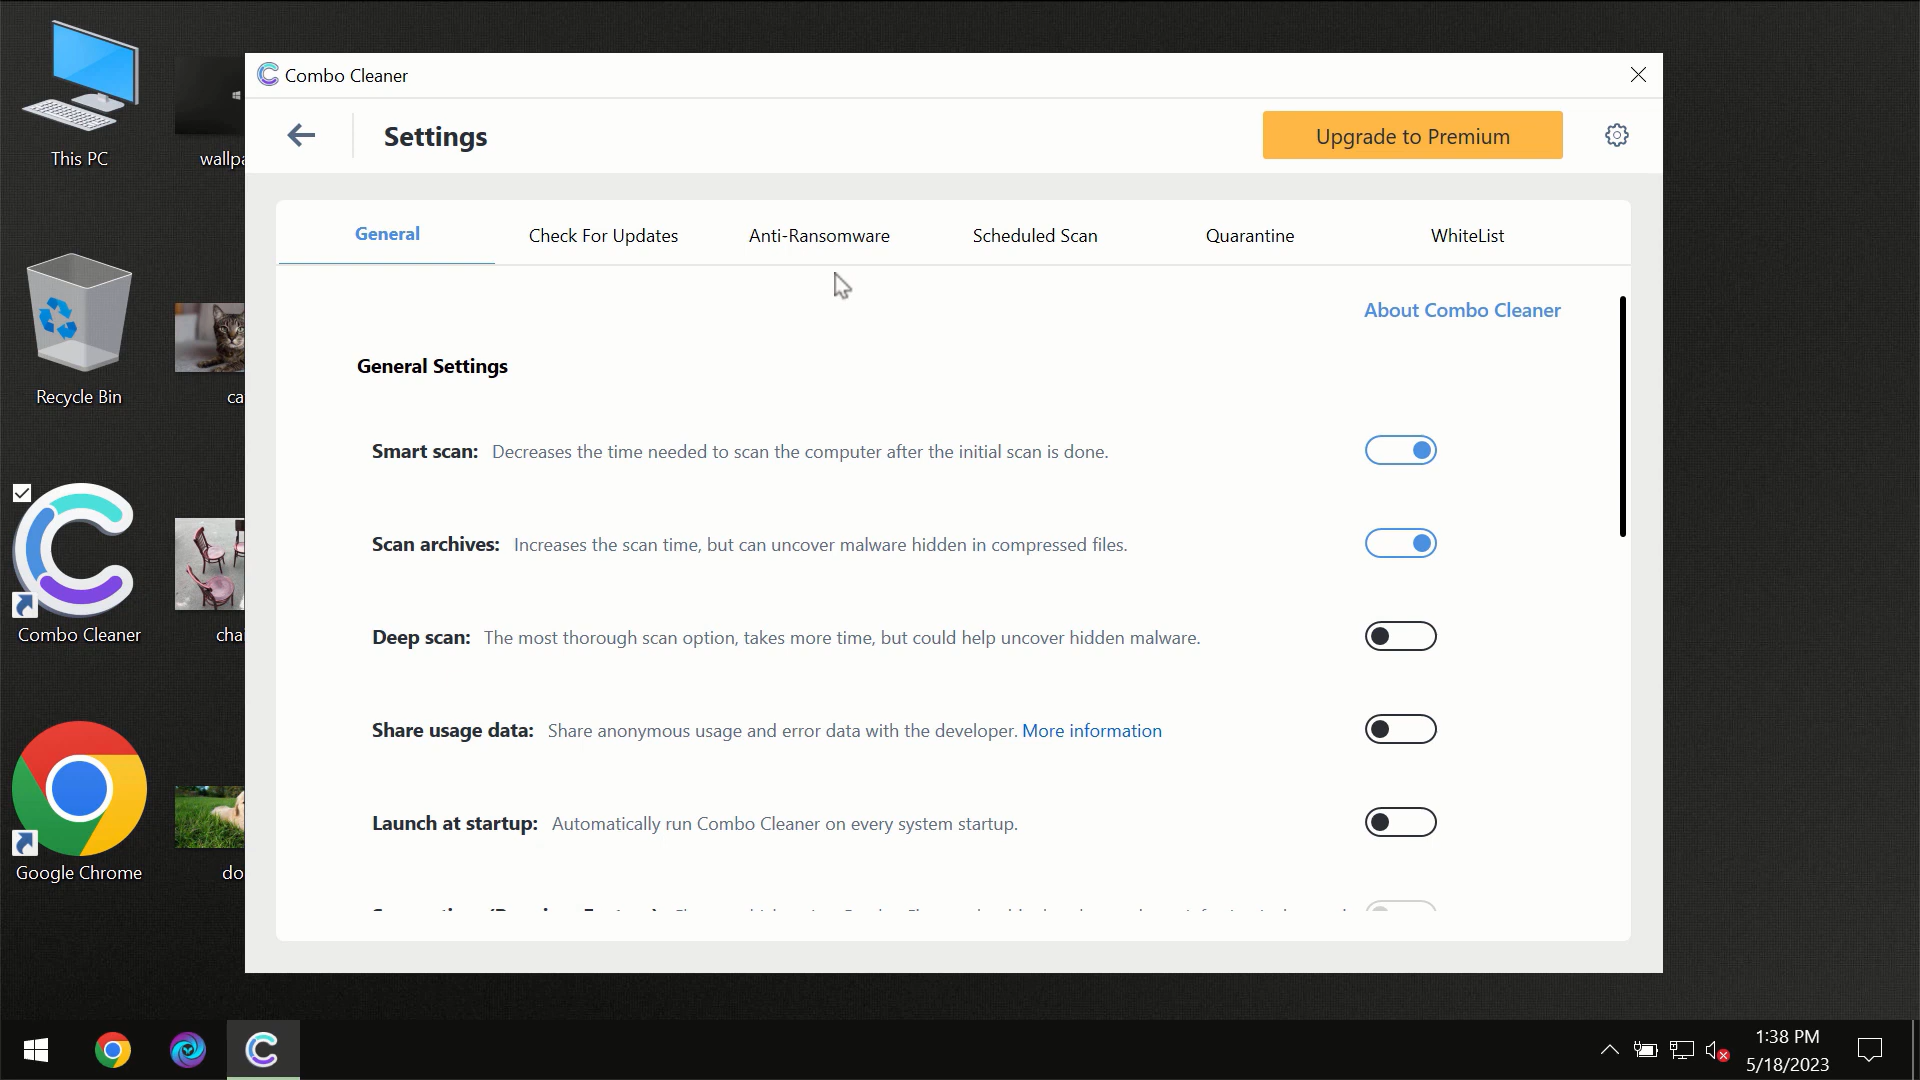 Combo Cleaner
Settings
Upgrade to Premium
General
Check For Updates
Anti-Ransomware
Scheduled Scan
Quarantine
WhiteList
About Combo Cleaner
General Settings
Smart scan: Decreases the time needed to scan the computer after the initial scan is done.
Scan archives: Increases the scan time, but can uncover malware hidden in compressed files.
Deep scan: The most thorough scan option, takes more time, but could help uncover hidden malware.
Share usage data: Share anonymous usage and error data with the developer. More information
Launch at startup: Automatically run Combo Cleaner on every system startup.
This PC
wallpa
Recycle Bin
ca
Combo Cleaner
chai
Google Chrome
do
1:38 PM
5/18/2023